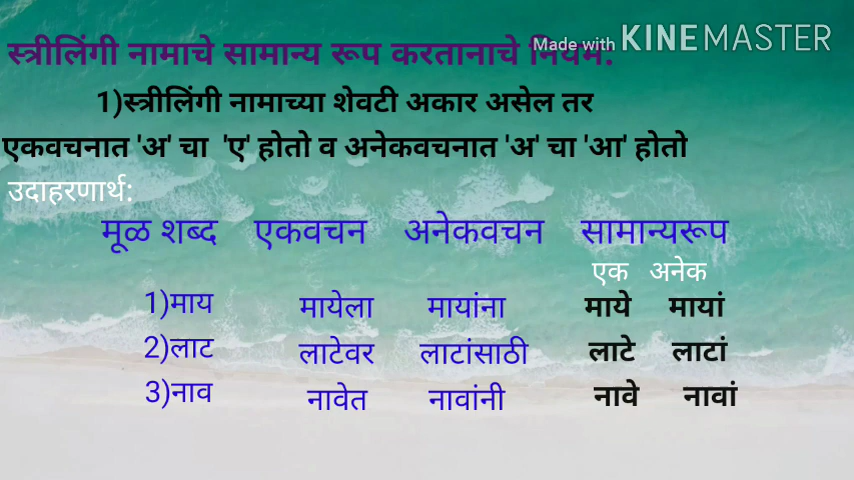 स्त्रीलिंगी नामाचे सामान्य रूप करतानाचे नियम:
Made with KINEMASTER
1)स्त्रीलिंगी नामाच्या शेवटी अकार असेल तर
एकवचनात 'अ' चा 'ए' होतो व अनेकवचनात 'अ' चा 'आ' होतो
उदाहरणार्थ:
मूळ शब्द एकवचन अनेकवचन सामान्यरूप
एक अनेक
1)माय मायेला मायांना माये मायां
2)लाट लाटेवर लाटांसाठी लाटे लाटां
3)नाव नावेत नावांनी नावे नावां